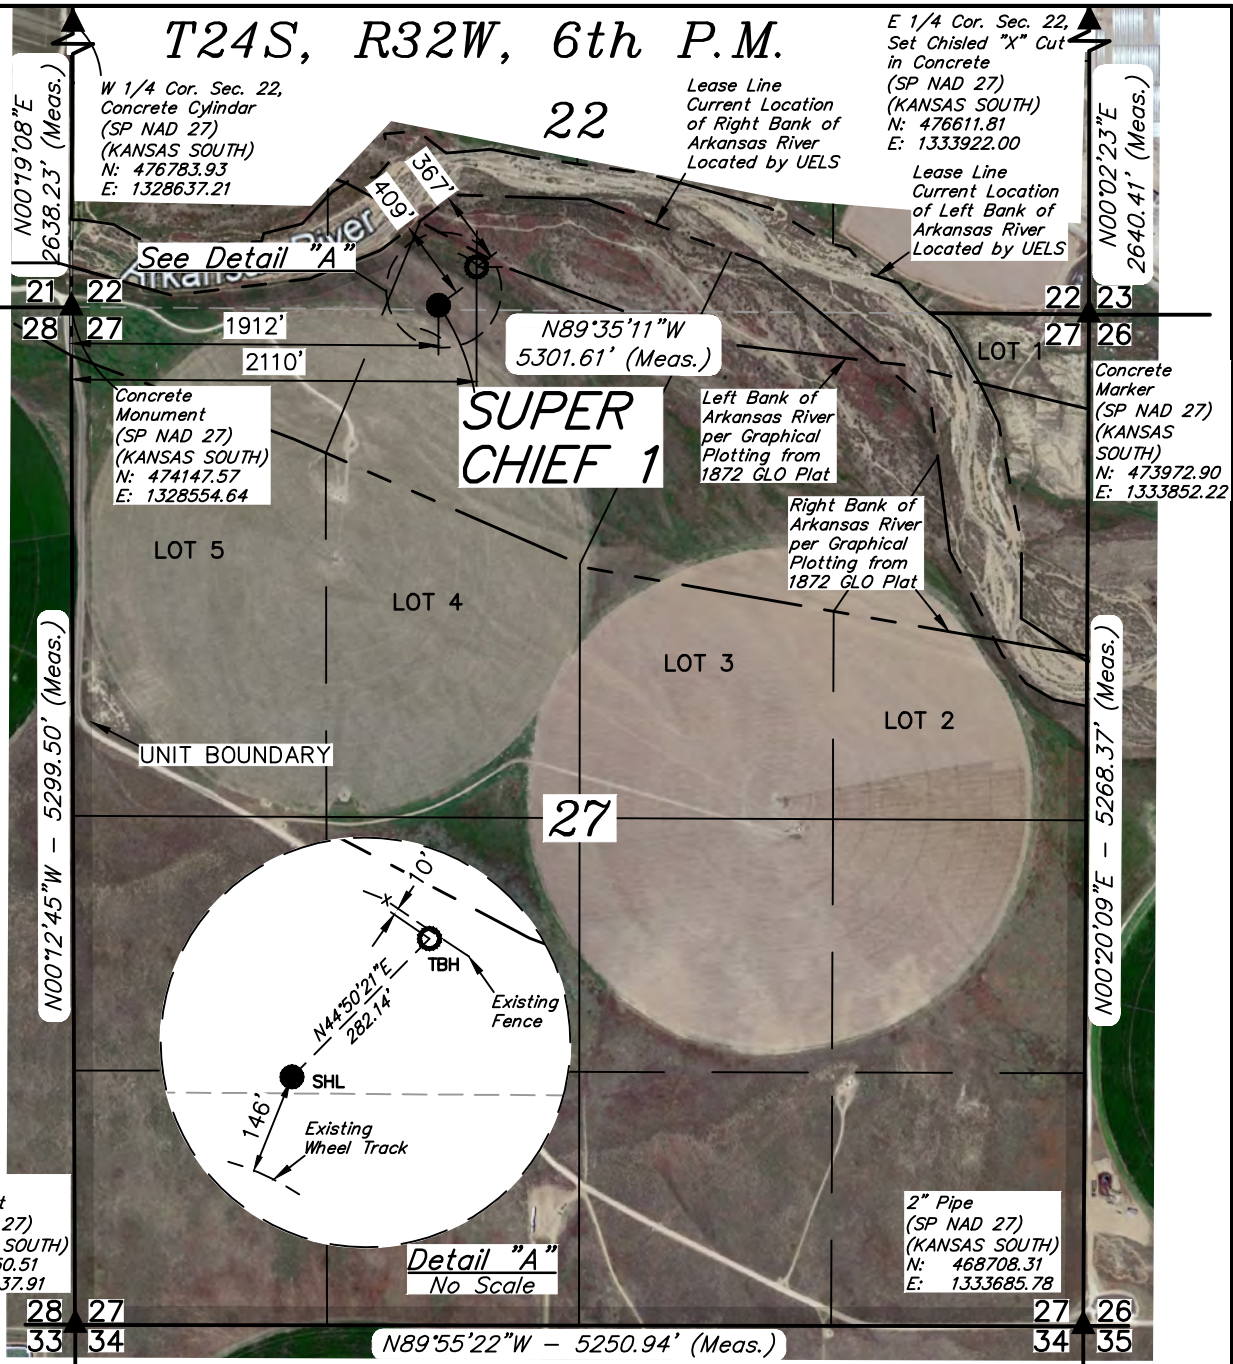 T24S, R32W, 6th P.M.
22
N00°19'08"E
2638.23' (Meas.)
W 1/4 Cor. Sec. 22,
Concrete Cylindar
(SP NAD 27)
(KANSAS SOUTH)
N: 476783.93
E: 1328637.21
Lease Line
Current Location
of Right Bank of
Arkansas River
Located by UELS
E 1/4 Cor. Sec. 22,
Set Chisled "X" Cut
in Concrete
(SP NAD 27)
(KANSAS SOUTH)
N: 476611.81
E: 1333922.00
N00°02'23"E
2640.41' (Meas.)
Lease Line
Current Location
of Left Bank of
Arkansas River
Located by UELS
367'
409'
Arkansas River
See Detail "A"
21 22
28 27
22 23
27 26
1912'
2110'
N89°35'11"W
5301.61' (Meas.)
LOT 1
Concrete
Monument
(SP NAD 27)
(KANSAS SOUTH)
N: 474147.57
E: 1328554.64
SUPER
CHIEF 1
Left Bank of
Arkansas River
per Graphical
Plotting from
1872 GLO Plat
Concrete
Marker
(SP NAD 27)
(KANSAS
SOUTH)
N: 473972.90
E: 1333852.22
Right Bank of
Arkansas River
per Graphical
Plotting from
1872 GLO Plat
LOT 5
LOT 4
LOT 3
LOT 2
N00°12'45"W - 5299.50' (Meas.)
N00°20'09"E - 5268.37' (Meas.)
UNIT BOUNDARY
27
10'
TBH
N44°50'21"E
282.14'
Existing
Fence
SHL
146'
Existing
Wheel Track
Detail "A"
No Scale
t
27)
SOUTH)
0.51
37.91
2" Pipe
(SP NAD 27)
(KANSAS SOUTH)
N: 468708.31
E: 1333685.78
28 27
33 34
27 26
34 35
N89°55'22"W - 5250.94' (Meas.)